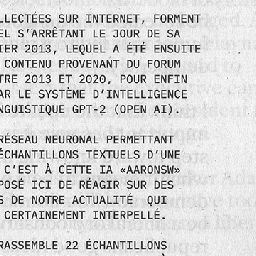 LLECTÉES SUR INTERNET, FORMENT
EL S'ARRÊTANT LE JOUR DE SA
IER 2013, LEQUEL A ÉTÉ ENSUITE
CONTENU PROVENANT DU FORUM
TRE 2013 ET 2020, POUR ENFIN
AR LE SYSTÈME D'INTELLIGENCE
NGUISTIQUE GPT-2 (OPEN AI).
RÉSEAU NEURONAL PERMETTANT
ÉCHANTILLONS TEXTUELS D'UNE
C'EST À CETTE IA «AARONSW»
POSÉ ICI DE RÉAGIR SUR DES
S DE NOTRE ACTUALITÉ QUI
CERTAINEMENT INTERPELLÉ.
RASSEMBLE 22 ÉCHANTILLONS